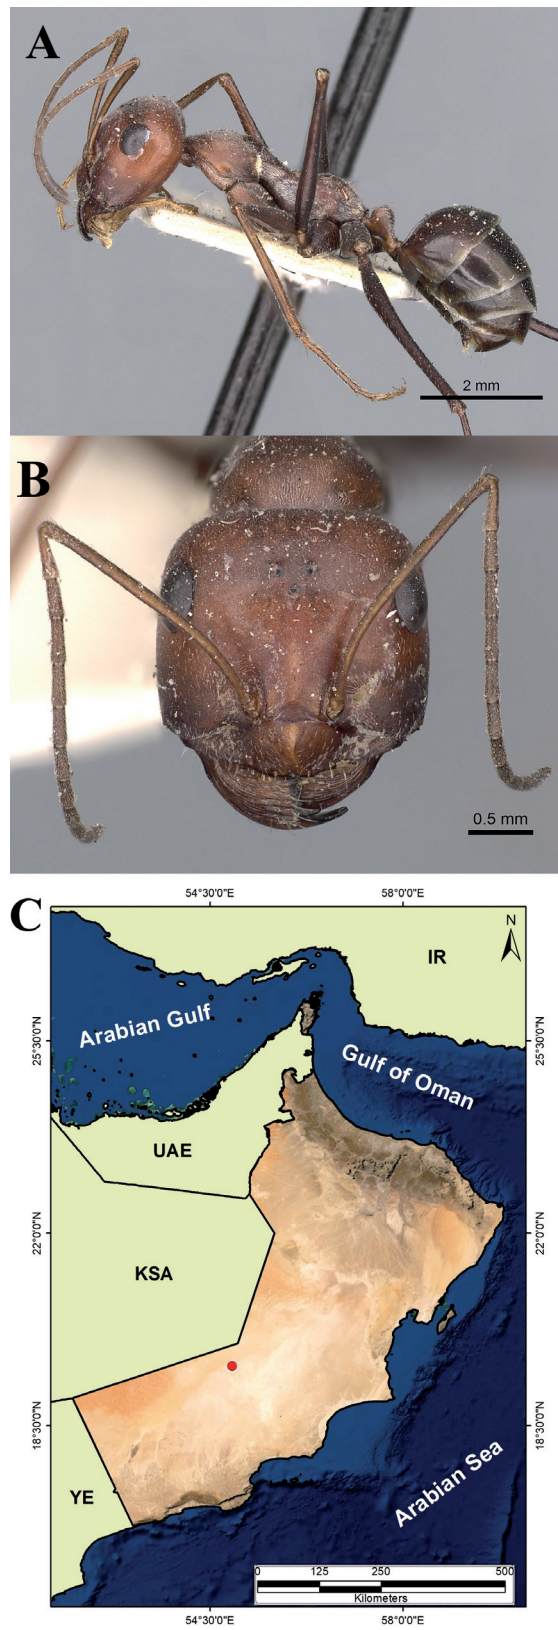 A
2 mm
B
0.5 mm
C
54°30'0"E
58°0'0"E
N
IR
Arabian Gulf
Gulf of Oman
25°30'0"N
25°30'0"N
UAE
22°0'0"N
22°0'0"N
KSA
18°30'0"N
18°30'0"N
YE
Arabian Sea
0 125 250 500
Kilometers
54°30'0"E
58°0'0"E